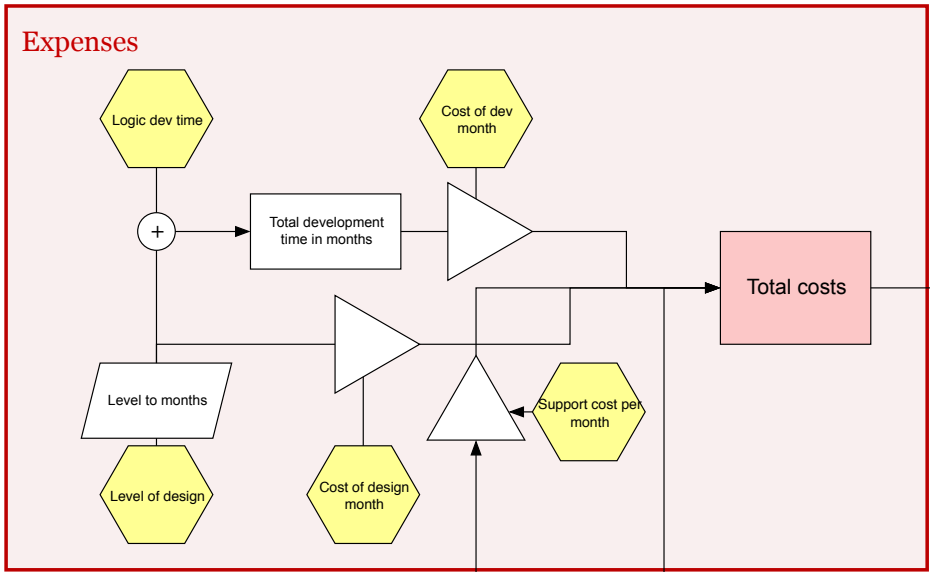 Expenses
Logic dev time
Cost of dev
month
+
Total development
time in months
Total costs
Level to months
Support cost per
month
Level of design
Cost of design
month